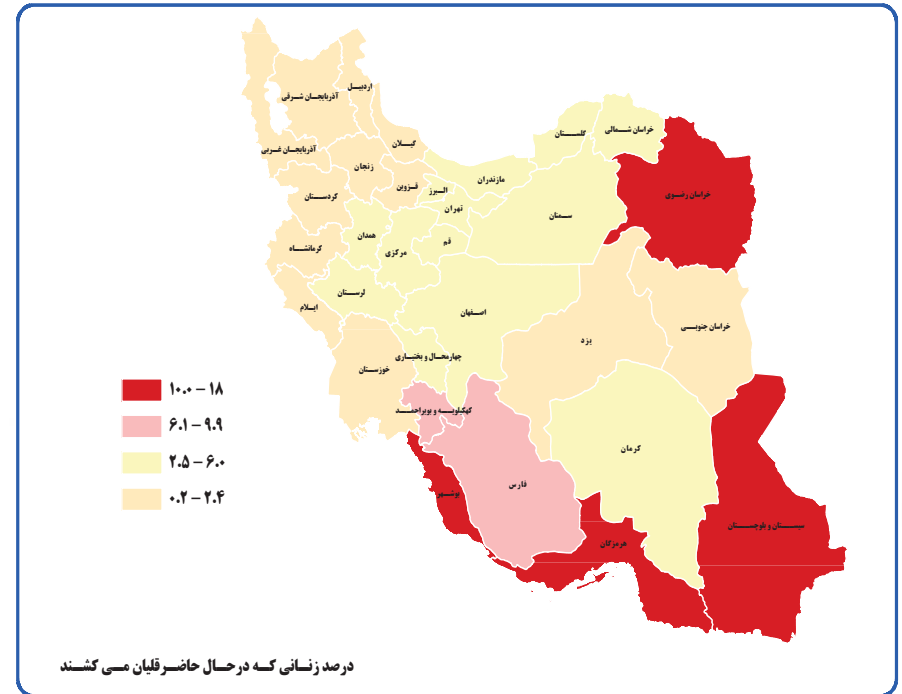 اردبیل
آذربایجان شرقی
آذربایجان غربی
گیلان
زنجان
قزوین
کردستان
البرز
تهران
مازندران
گلستان
خراسان شمالی
خراسان رضوی
سمنان
قم
همدان
مرکزی
کرمانشاه
لرستان
ایلام
اصفهان
یزد
خراسان جنوبی
چهارمحال و بختیاری
خوزستان
کهکیلویه و بویراحمد
فارس
کرمان
بوشهر
هرمزگان
سیستان و بلوچستان
۱۰.۰ – ۱۸
۶.۱ – ۹.۹
۲.۵ – ۶.۰
۰.۲ – ۲.۴
درصد زنانی که درحال حاضر قلیان می کشند